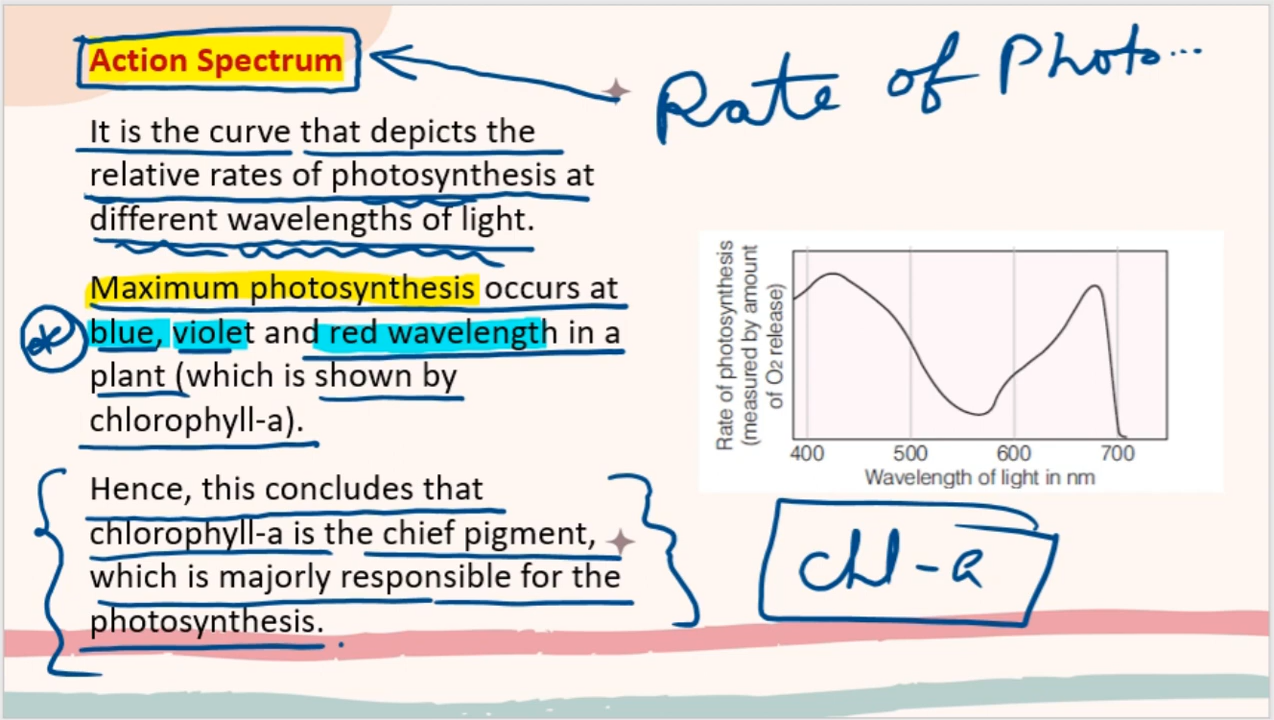 Action Spectrum
Rate of Photo...
It is the curve that depicts the
relative rates of photosynthesis at
different wavelengths of light.
Maximum photosynthesis occurs at
blue, violet and red wavelength in a
plant (which is shown by
chlorophyll-a).
Hence, this concludes that
chlorophyll-a is the chief pigment,
which is majorly responsible for the
photosynthesis.
Rate of photosynthesis
(measured by amount
of O2 release)
400 500 600 700
Wavelength of light in nm
chl-a